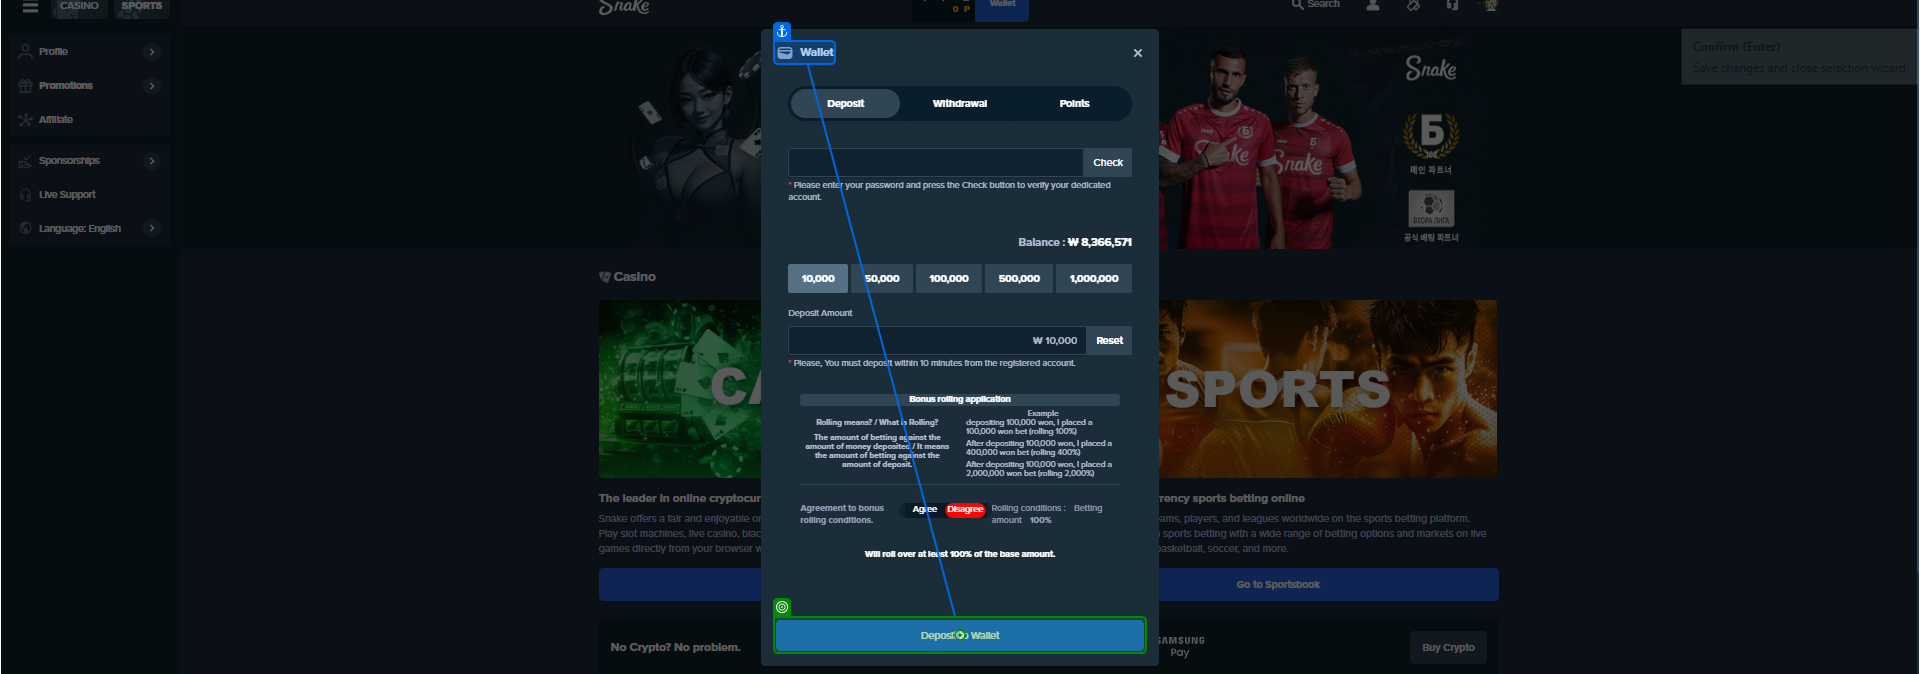 CASINO
SPORTS
Snake
0 P
Wallet
Search
Profile
Promotions
Affiliate
Sponsorships
Live Support
Language: English
Confirm (Enter)
Save changes and close selection wizard.
Snake
Б
메인 파트너
ВТОРА ЛИГА
공식 배팅 파트너
Snake
Wallet
Deposit
Withdrawal
Points
Check
* Please enter your password and press the Check button to verify your dedicated
account.
Balance : ₩ 8,366,571
10,000
50,000
100,000
500,000
1,000,000
Deposit Amount
₩ 10,000
Reset
* Please, You must deposit within 10 minutes from the registered account.
Bonus rolling application
Rolling means? / What is Rolling?
The amount of betting against the
amount of money deposited / It means
the amount of betting against the
amount of deposit.
Example
depositing 100,000 won, I placed a
100,000 won bet (rolling 100%)
After depositing 100,000 won, I placed a
400,000 won bet (rolling 400%)
After depositing 100,000 won, I placed a
2,000,000 won bet (rolling 2,000%)
Agreement to bonus
rolling conditions.
Agree
Disagree
Rolling conditions : Betting
amount 100%
Will roll over at least 100% of the base amount.
Deposit to Wallet
Casino
CA
SPORTS
The leader in online
Snake offers a fair and enjoyable
Play slot machines, live casino,
games directly from your browser
sports betting online
players, and leagues worldwide on the sports betting platform.
sports betting with a wide range of betting options and markets on live
basketball, soccer, and more.
Go to Sportsbook
No Crypto? No problem.
SAMSUNG
Pay
Buy Crypto